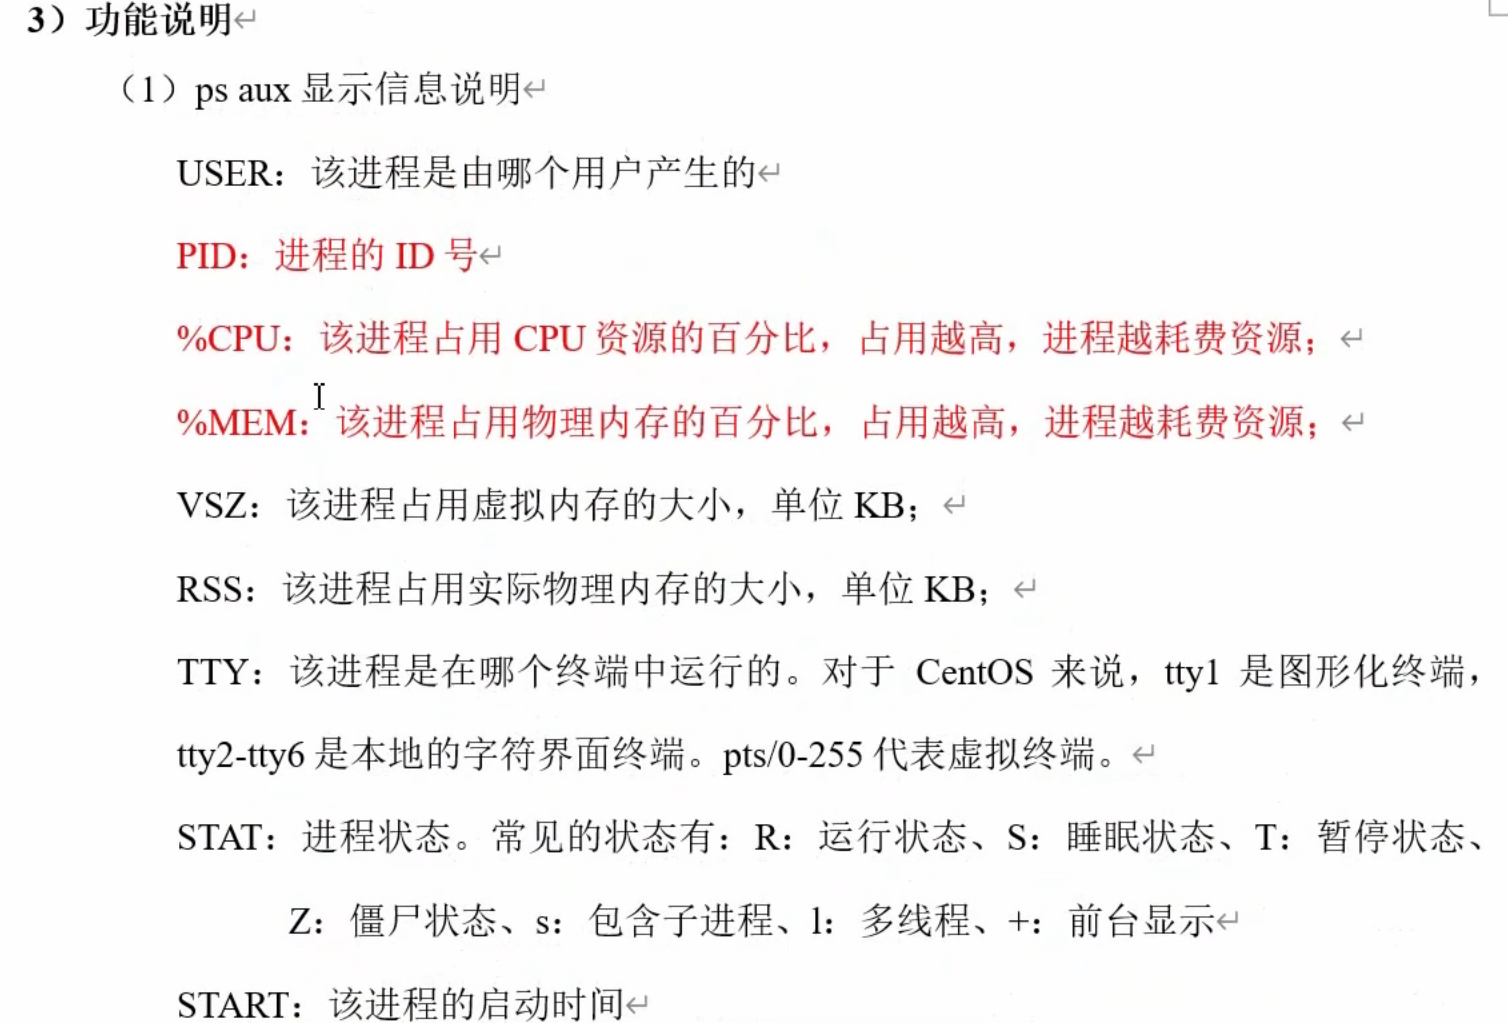 3）功能说明↵
（1）ps aux 显示信息说明↵
USER：该进程是由哪个用户产生的↵
PID：进程的 ID 号↵
%CPU：该进程占用 CPU 资源的百分比，占用越高，进程越耗费资源；↵
%MEM：该进程占用物理内存的百分比，占用越高，进程越耗费资源；↵
VSZ：该进程占用虚拟内存的大小，单位 KB；↵
RSS：该进程占用实际物理内存的大小，单位 KB；↵
TTY：该进程是在哪个终端中运行的。对于 CentOS 来说，tty1 是图形化终端，
tty2-tty6 是本地的字符界面终端。pts/0-255 代表虚拟终端。↵
STAT：进程状态。常见的状态有：R：运行状态、S：睡眠状态、T：暂停状态、
Z：僵尸状态、s：包含子进程、l：多线程、+：前台显示↵
START：该进程的启动时间↵